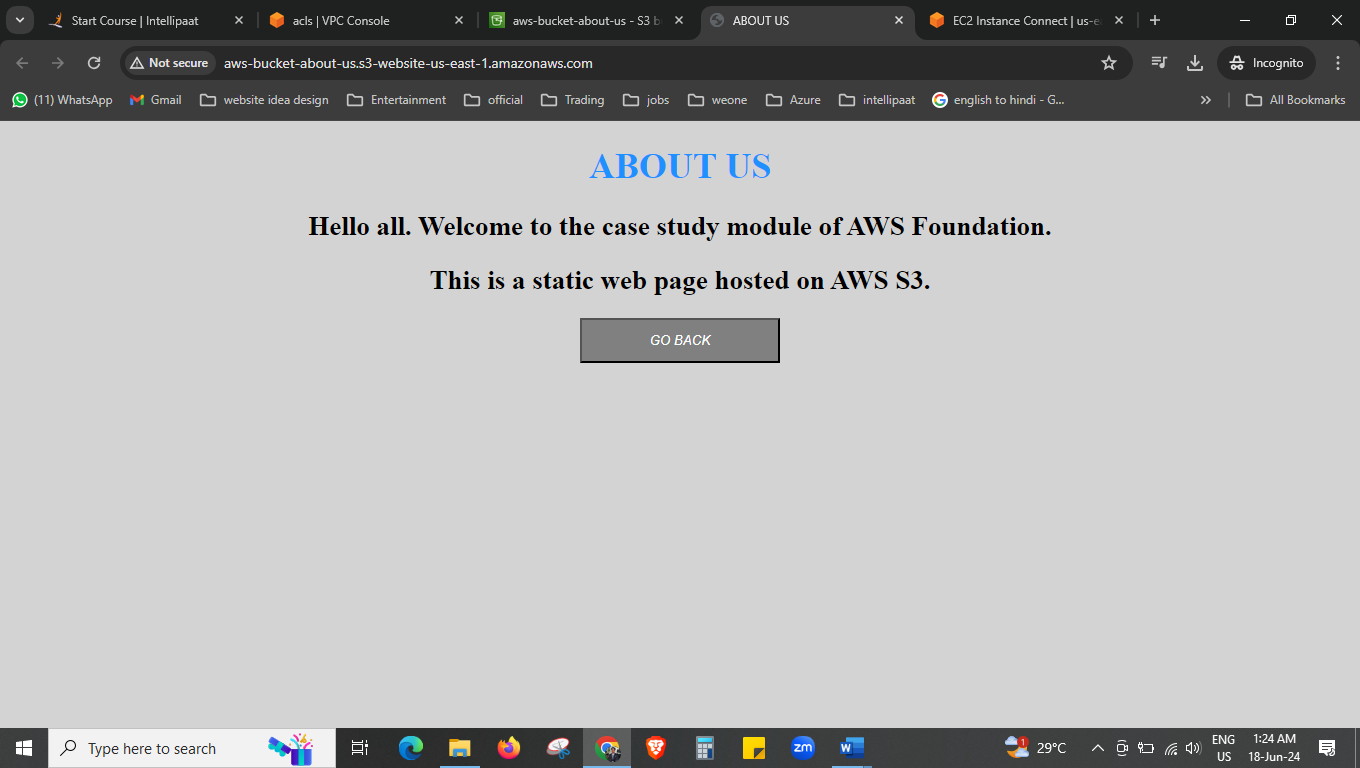 Start Course | Intellipaat
acls | VPC Console
aws-bucket-about-us - S3 b
ABOUT US
EC2 Instance Connect | us-ea
Not secure
aws-bucket-about-us.s3-website-us-east-1.amazonaws.com
Incognito
(11) WhatsApp
Gmail
website idea design
Entertainment
official
Trading
jobs
weone
Azure
intellipaat
english to hindi - G...
All Bookmarks
ABOUT US
Hello all. Welcome to the case study module of AWS Foundation.
This is a static web page hosted on AWS S3.
GO BACK
Type here to search
zm
W
1
29°C
ENG
US
1:24 AM
18-Jun-24